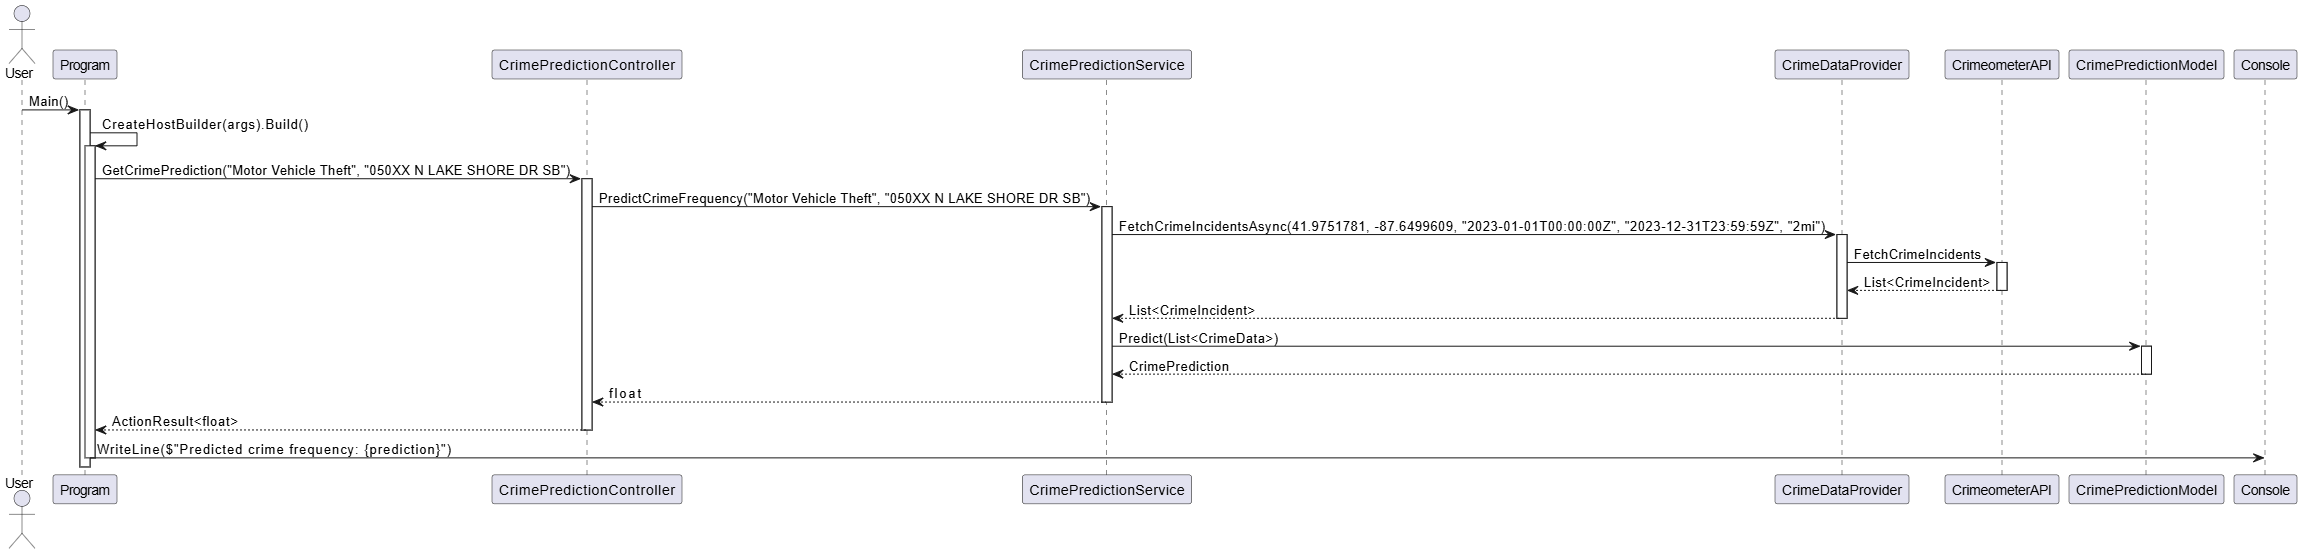 User
Program
CrimePredictionController
CrimePredictionService
CrimeDataProvider
CrimeometerAPI
CrimePredictionModel
Console
Main()
CreateHostBuilder(args).Build()
GetCrimePrediction("Motor Vehicle Theft", "050XX N LAKE SHORE DR SB")
PredictCrimeFrequency("Motor Vehicle Theft", "050XX N LAKE SHORE DR SB")
FetchCrimeIncidentsAsync(41.9751781, -87.6499609, "2023-01-01T00:00:00Z", "2023-12-31T23:59:59Z", "2mi")
FetchCrimeIncidents
List<CrimeIncident>
List<CrimeIncident>
Predict(List<CrimeData>)
CrimePrediction
float
ActionResult<float>
WriteLine($"Predicted crime frequency: {prediction}")
User
Program
CrimePredictionController
CrimePredictionService
CrimeDataProvider
CrimeometerAPI
CrimePredictionModel
Console